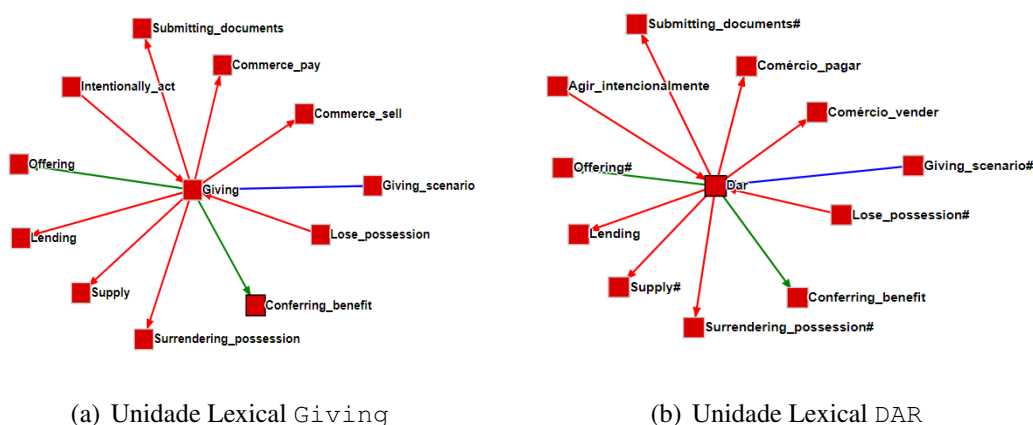 Submitting_documents
Commerce_pay
Intentionally_act
Commerce_sell
Offering
Giving
Giving_scenario
Lending
Lose_possession
Supply
Conferring_benefit
Surrendering_possession
(a) Unidade Lexical Giving
Submitting_documents#
Comércio_pagar
Agir_intencionalmente
Comércio_vender
Offering#
Giving_scenario#
Dar
Lose_possession#
Lending
Supply#
Conferring_benefit
Surrendering_possession#
(b) Unidade Lexical DAR